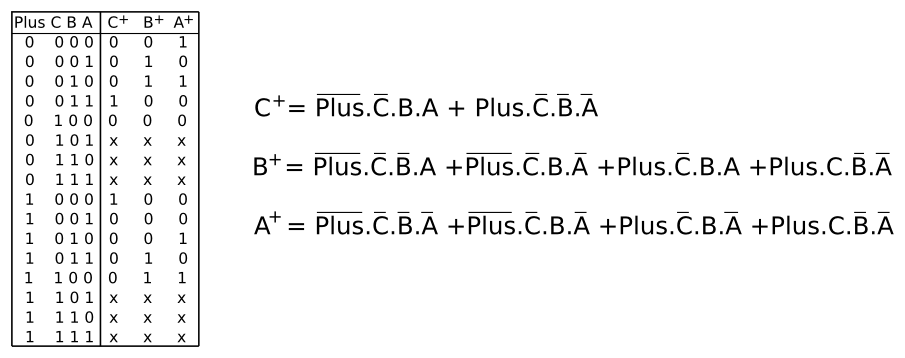 Plus C B A C⁺ B⁺ A⁺
0 0 0 0 0 0 1
0 0 0 1 0 1 0
0 0 1 0 0 1 1
0 0 1 1 1 0 0
0 1 0 0 0 0 0
0 1 0 1 x x x
0 1 1 0 x x x
0 1 1 1 x x x
1 0 0 0 1 0 0
1 0 0 1 0 0 0
1 0 1 0 0 0 1
1 0 1 1 0 1 0
1 1 0 0 0 1 1
1 1 0 1 x x x
1 1 1 0 x x x
1 1 1 1 x x x
C⁺= P̅l̅u̅s̅.C̅.B.A + Plus.C̅.B̅.A̅
B⁺= P̅l̅u̅s̅.C̅.B̅.A +P̅l̅u̅s̅.C̅.B.A̅ +Plus.C̅.B.A +Plus.C.B̅.A̅
A⁺= P̅l̅u̅s̅.C̅.B̅.A̅ +P̅l̅u̅s̅.C̅.B.A̅ +Plus.C̅.B.A̅ +Plus.C.B̅.A̅